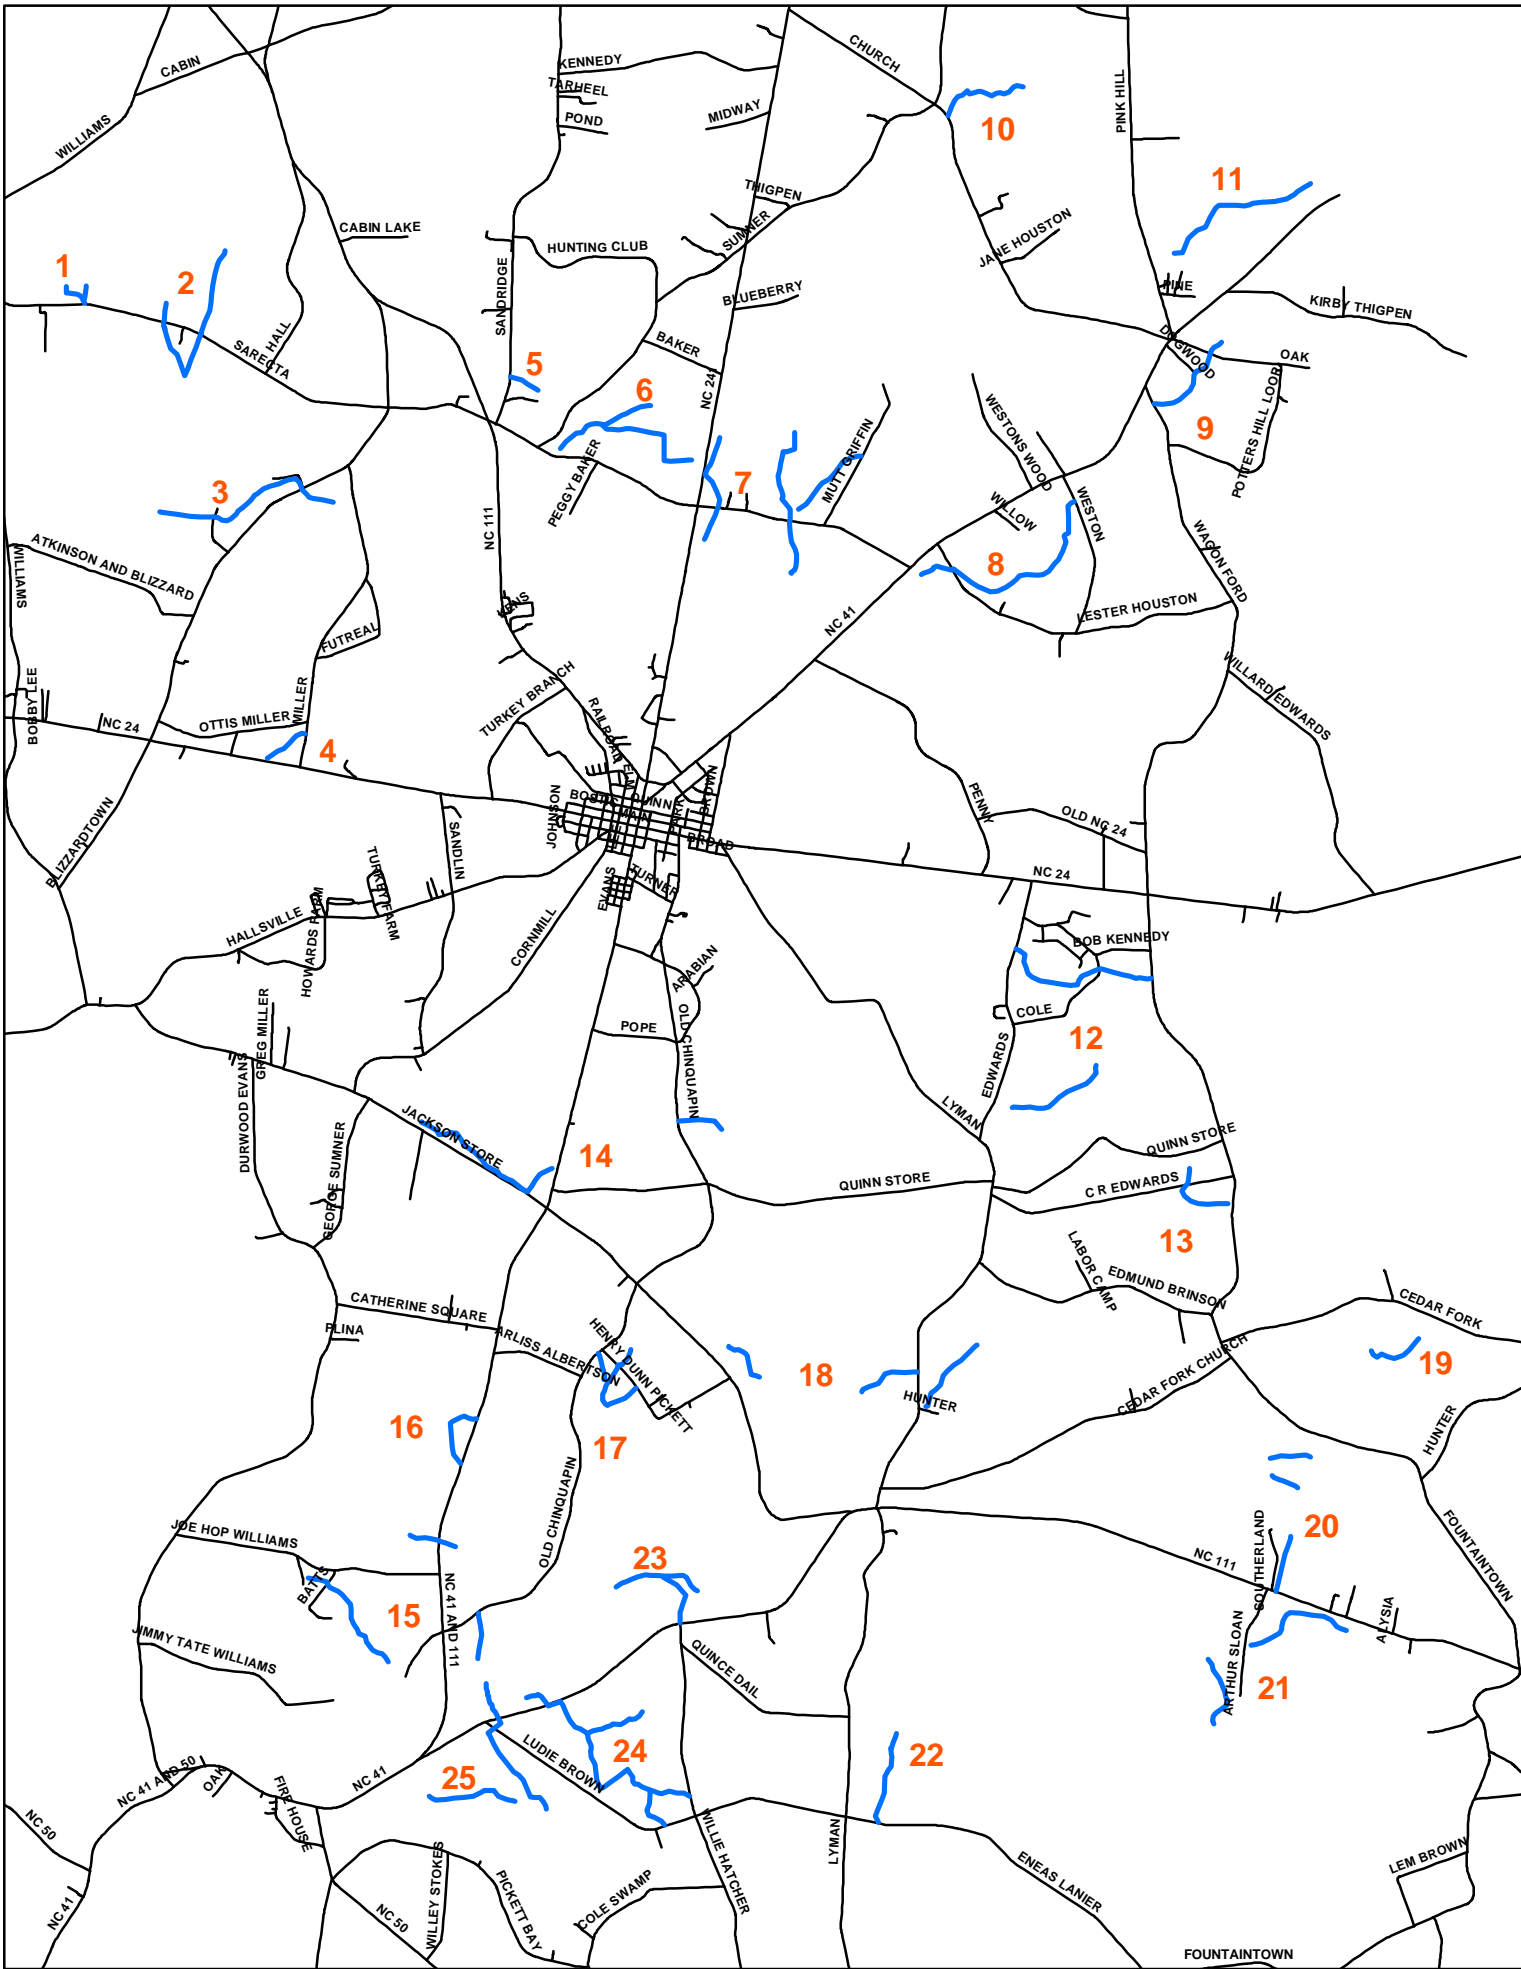 CABIN
WILLIAMS
KENNEDY
TARHEEL
POND
MIDWAY
CHURCH
PINK HILL
10
11
THIGPEN
SUMNER
CABIN LAKE
HUNTING CLUB
SANDRIDGE
JANE HOUSTON
1
2
BLUEBERRY
PINE
KIRBY THIGPEN
HALL
SARECTA
BAKER
DOGWOOD
OAK
5
6
NC 241
POTTERS HILL LOOP
9
WESTONS WOOD
MUTT GRIFFIN
PEGGY BAKER
3
7
NC 111
WILLOW
WESTON
8
WAGON FORD
ATKINSON AND BLIZZARD
WILLIAMS
KENS
LESTER HOUSTON
NC 41
FUTREAL
BOBBY LEE
MILLER
OTTIS MILLER
NC 24
4
TURKEY BRANCH
RAILROAD
ELM
WILLARD EDWARDS
BOSTIC
QUINN
MAIN
PARK
BROWN
JOHNSON
BROAD
PENNY
OLD NC 24
NC 24
SANDLIN
BLIZZARDTOWN
TURKEY FARM
EVANS
TURNER
HALLSVILLE
HOWARDS FARM
CORNMILL
ARABIAN
BOB KENNEDY
COLE
GREG MILLER
POPE
OLD CHINQUAPIN
12
DURWOOD EVANS
EDWARDS
LYMAN
JACKSON STORE
GEORGE SUMNER
14
QUINN STORE
QUINN STORE
C R EDWARDS
13
LABOR CAMP
EDMUND BRINSON
CATHERINE SQUARE
PLINA
ARLISS ALBERTSON
HENRY DUNN PICKETT
CEDAR FORK
CEDAR FORK CHURCH
19
18
HUNTER
HUNTER
16
17
OLD CHINQUAPIN
JOE HOP WILLIAMS
BATTS
NC 41 AND 111
15
23
NC 111
SOUTHERLAND
20
FOUNTAINTOWN
ALYSIA
ARTHUR SLOAN
21
JIMMY TATE WILLIAMS
QUINCE DAIL
LUDIE BROWN
24
22
25
NC 41
NC 41 AND 50
OAK
FIRE HOUSE
NC 50
WILLIE HATCHER
LYMAN
ENEAS LANIER
LEM BROWN
NC 41
NC 50
WILLEY STOKES
PICKETT BAY
COLE SWAMP
FOUNTAINTOWN